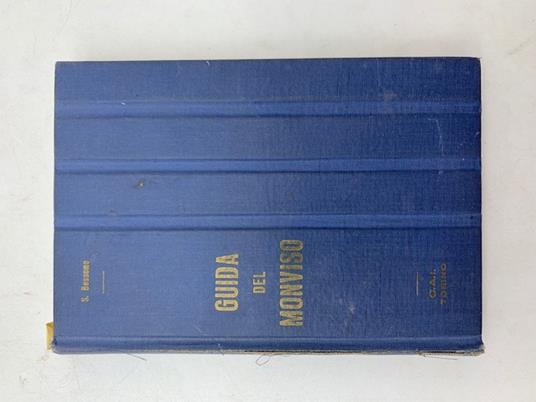 S. Bessone
GUIDA
DEL
MONVISO
C.A.I.
TORINO